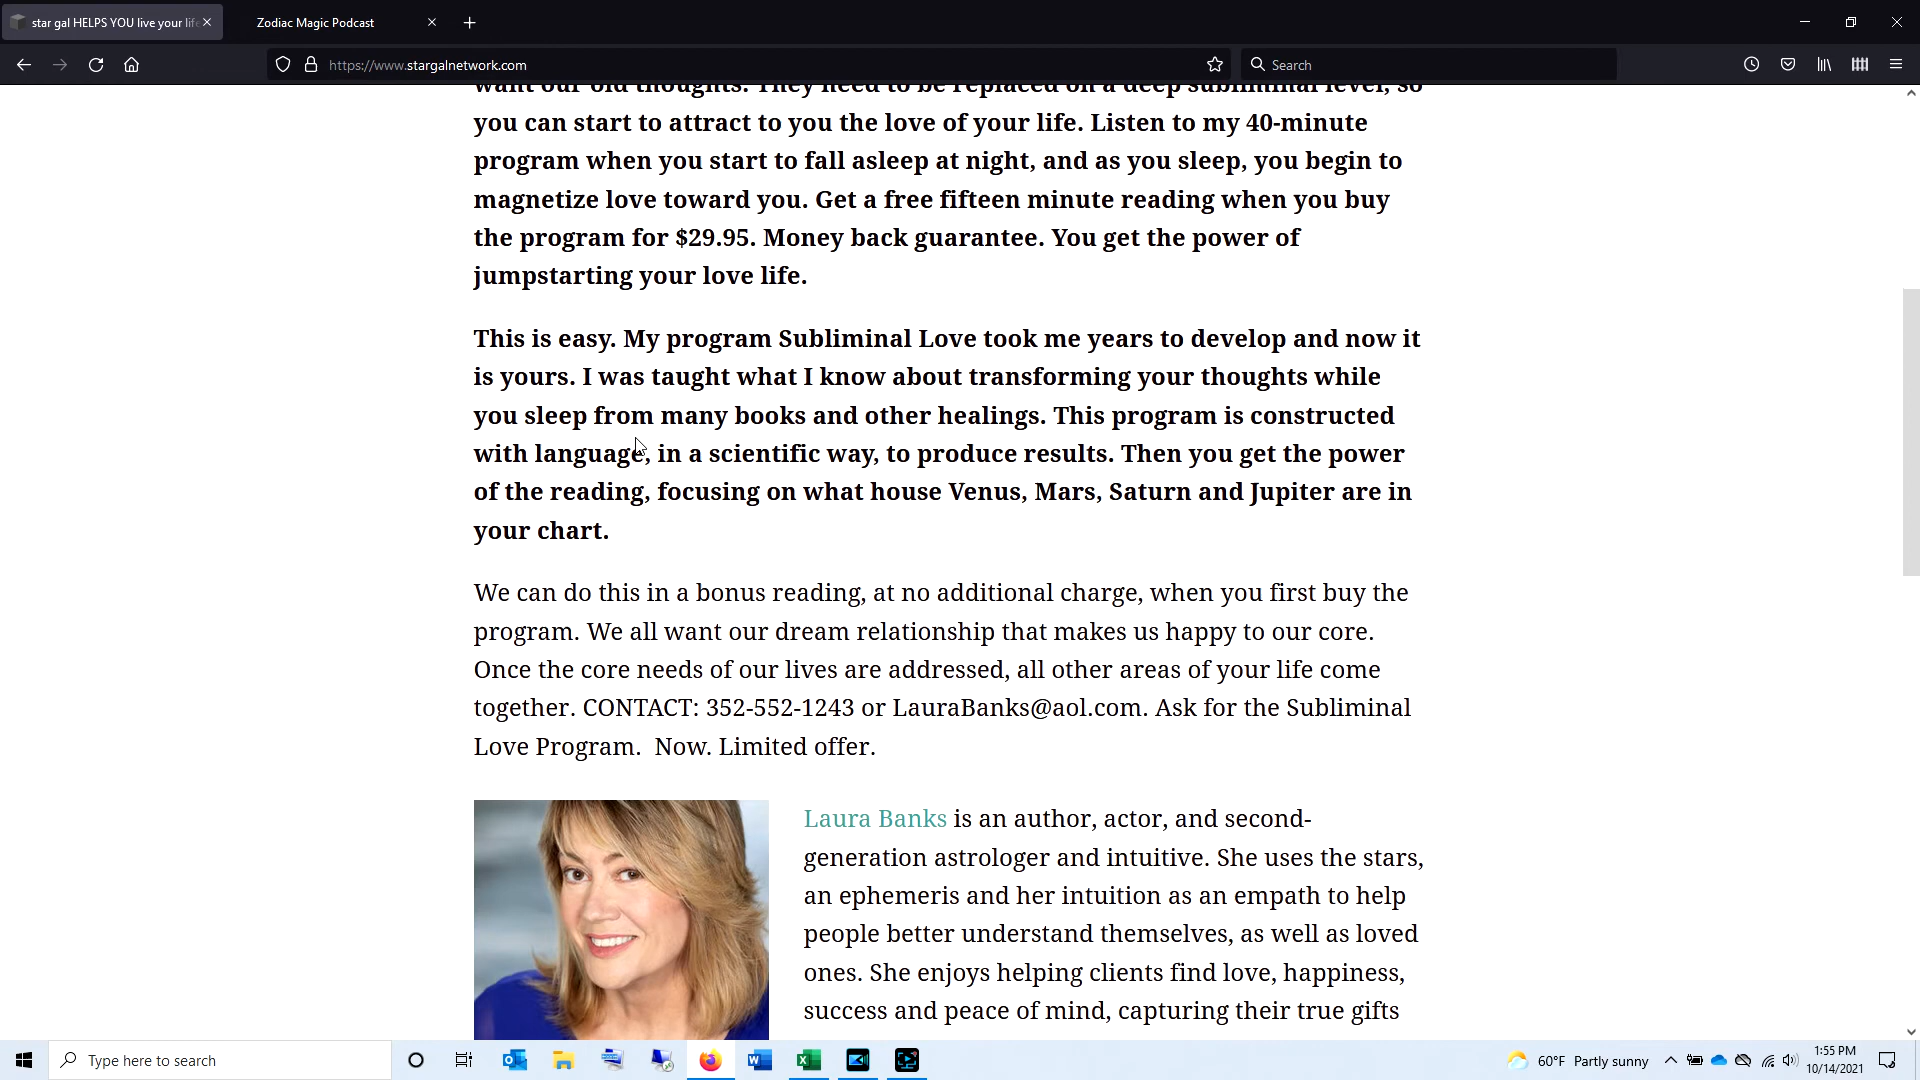 star gal HELPS YOU live your life
Zodiac Magic Podcast
https://www.stargalnetwork.com
Search
want our old thoughts. They need to be replaced on a deep subliminal level, so
you can start to attract to you the love of your life. Listen to my 40-minute
program when you start to fall asleep at night, and as you sleep, you begin to
magnetize love toward you. Get a free fifteen minute reading when you buy
the program for $29.95. Money back guarantee. You get the power of
jumpstarting your love life.
This is easy. My program Subliminal Love took me years to develop and now it
is yours. I was taught what I know about transforming your thoughts while
you sleep from many books and other healings. This program is constructed
with language, in a scientific way, to produce results. Then you get the power
of the reading, focusing on what house Venus, Mars, Saturn and Jupiter are in
your chart.
We can do this in a bonus reading, at no additional charge, when you first buy the
program. We all want our dream relationship that makes us happy to our core.
Once the core needs of our lives are addressed, all other areas of your life come
together. CONTACT: 352-552-1243 or LauraBanks@aol.com. Ask for the Subliminal
Love Program.  Now. Limited offer.
Laura Banks is an author, actor, and second-
generation astrologer and intuitive. She uses the stars,
an ephemeris and her intuition as an empath to help
people better understand themselves, as well as loved
ones. She enjoys helping clients find love, happiness,
success and peace of mind, capturing their true gifts
Type here to search
60°F Partly sunny
1:55 PM
10/14/2021